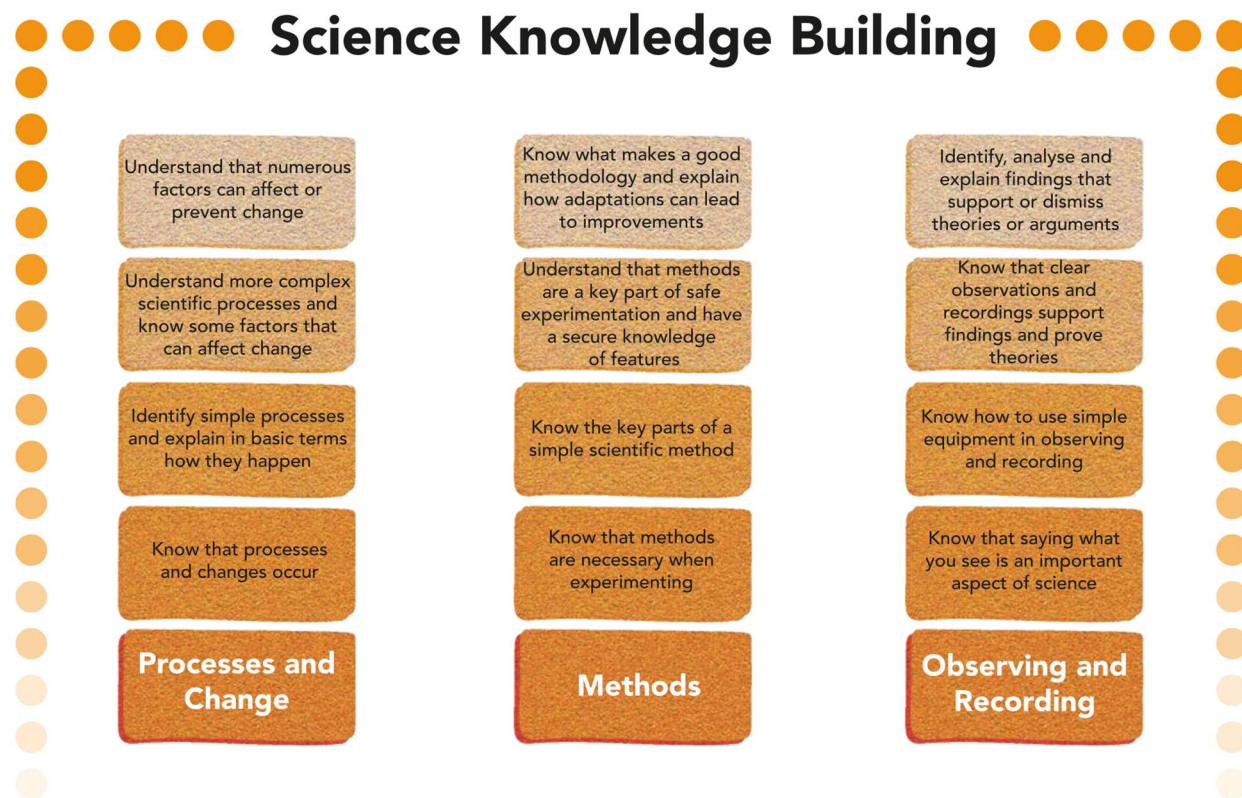 Science Knowledge Building
Understand that numerous
factors can affect or
prevent change
Understand more complex
scientific processes and
know some factors that
can affect change
Identify simple processes
and explain in basic terms
how they happen
Know that processes
and changes occur
Processes and
Change
Know what makes a good
methodology and explain
how adaptations can lead
to improvements
Understand that methods
are a key part of safe
experimentation and have
a secure knowledge
of features
Know the key parts of a
simple scientific method
Know that methods
are necessary when
experimenting
Methods
Identify, analyse and
explain findings that
support or dismiss
theories or arguments
Know that clear
observations and
recordings support
findings and prove
theories
Know how to use simple
equipment in observing
and recording
Know that saying what
you see is an important
aspect of science
Observing and
Recording